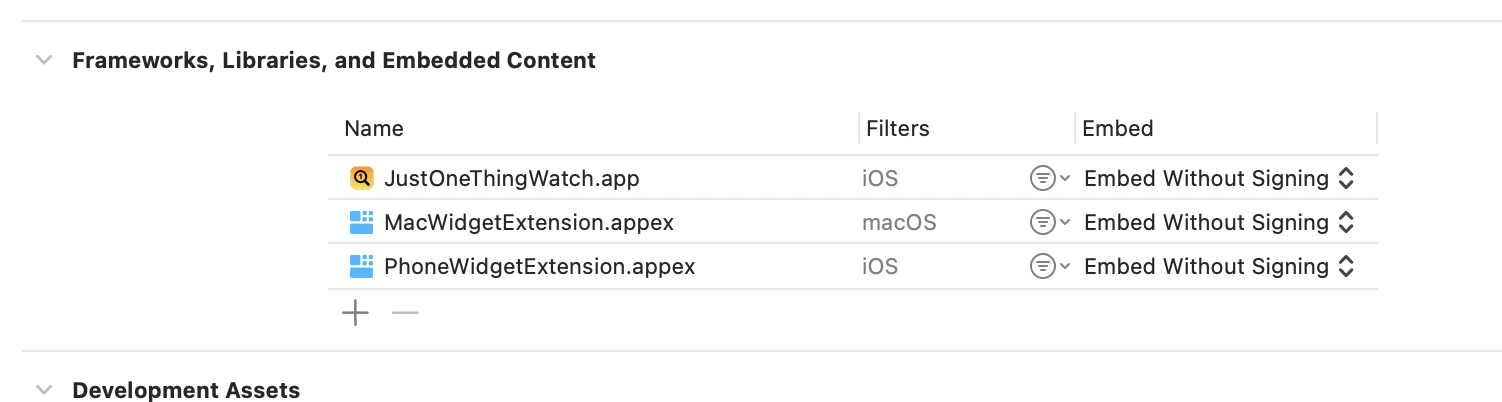 Frameworks, Libraries, and Embedded Content
Name Filters Embed
JustOneThingWatch.app iOS Embed Without Signing
MacWidgetExtension.appex macOS Embed Without Signing
PhoneWidgetExtension.appex iOS Embed Without Signing
Development Assets